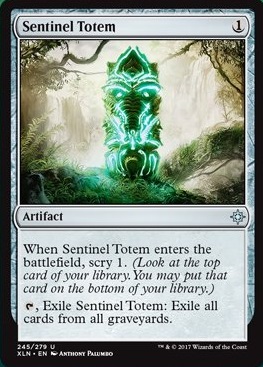 Sentinel Totem 1
Artifact
When Sentinel Totem enters the
battlefield, scry 1. (Look at the top
card of your library. You may put that
card on the bottom of your library.)
, Exile Sentinel Totem: Exile all
cards from all graveyards.
245/279 U
XLN • EN Anthony Palumbo
™ & © 2017 Wizards of the Coast